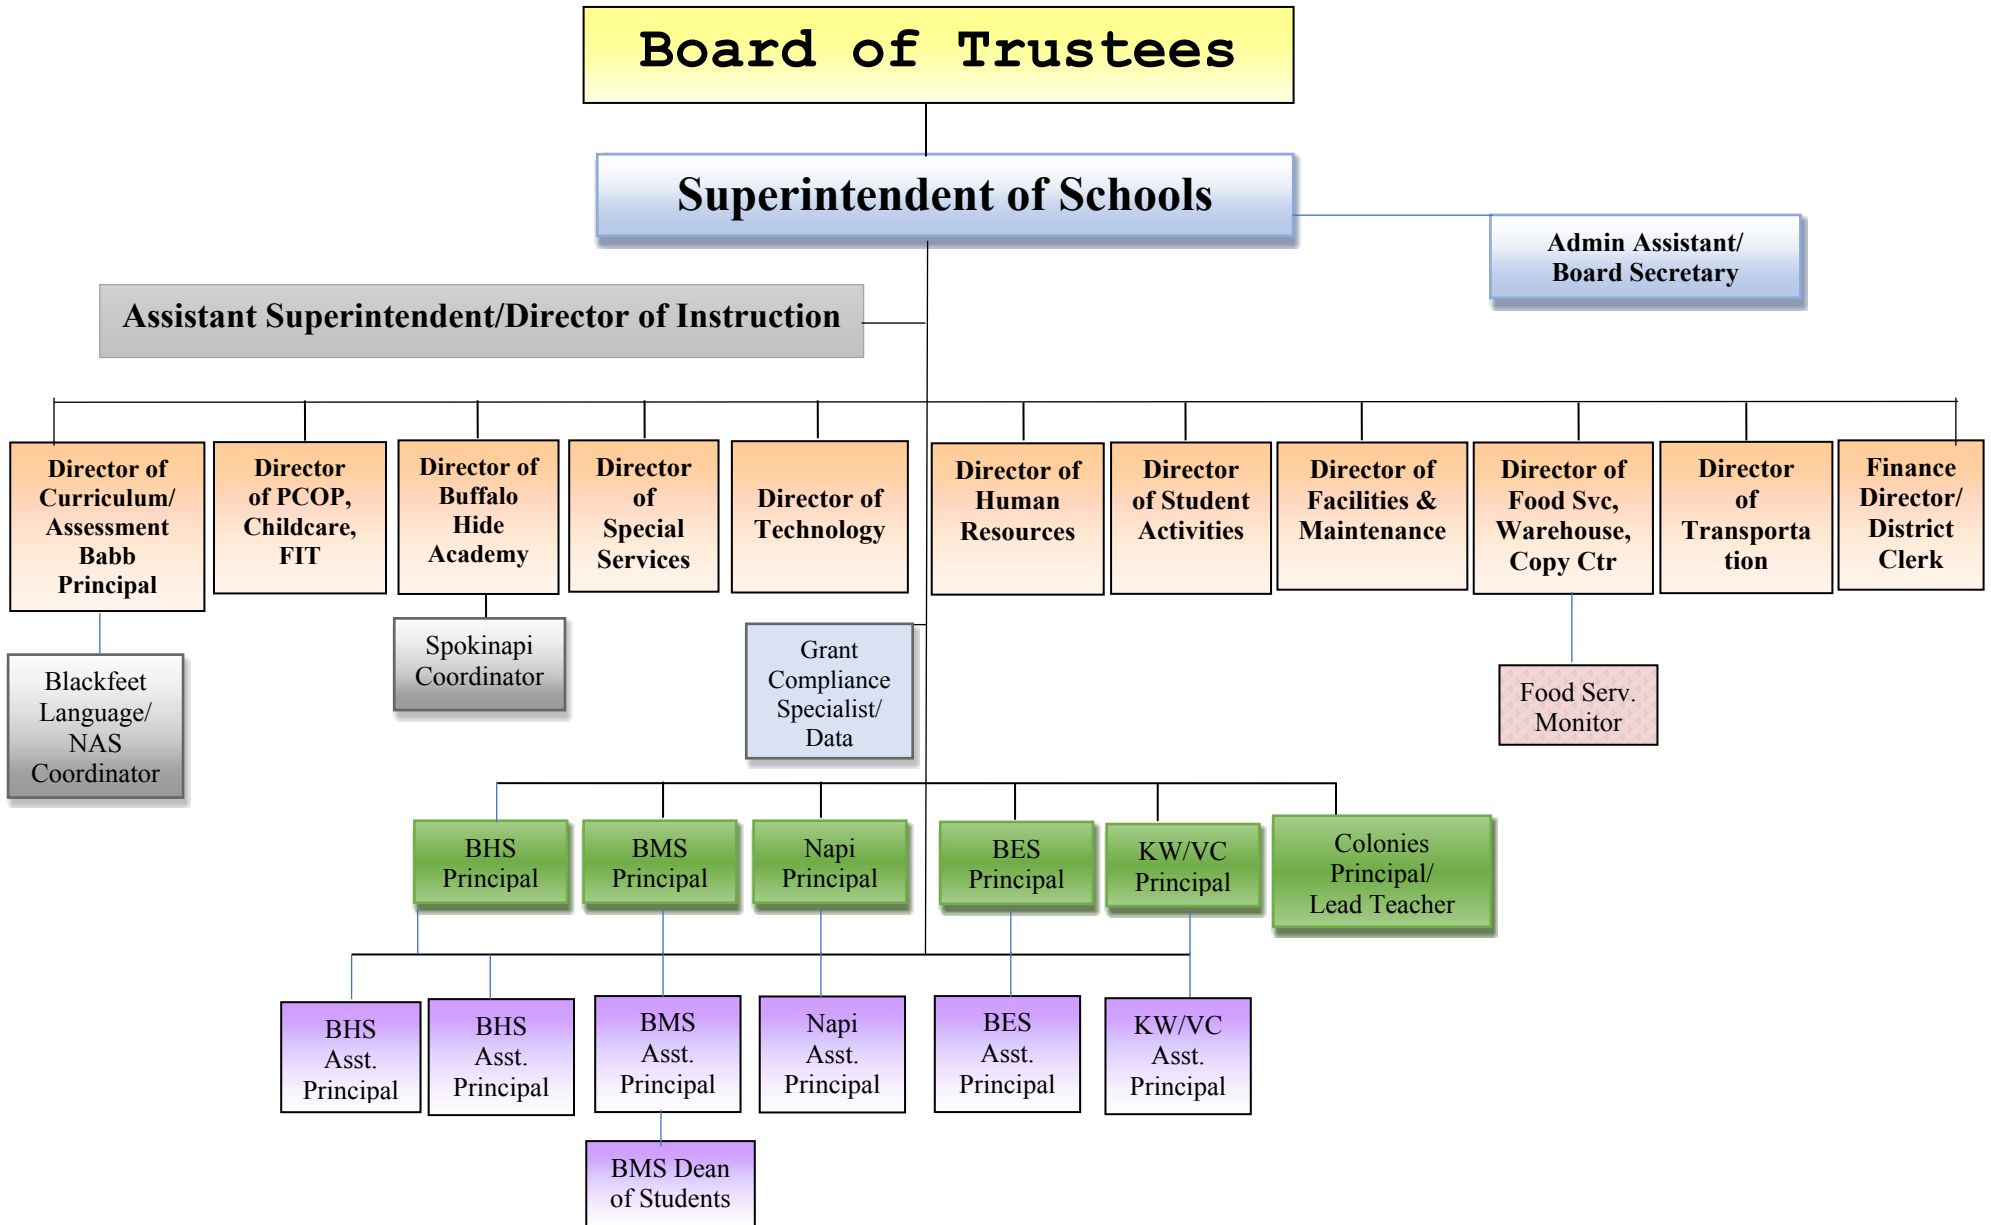 Board of Trustees
Superintendent of Schools
Admin Assistant/
Board Secretary
Assistant Superintendent/Director of Instruction
Director of
Curriculum/
Assessment
Babb
Principal
Director
of PCOP,
Childcare,
FIT
Director of
Buffalo
Hide
Academy
Director
of
Special
Services
Director of
Technology
Director of
Human
Resources
Director
of Student
Activities
Director of
Facilities &
Maintenance
Director of
Food Svc,
Warehouse,
Copy Ctr
Director
of
Transporta
tion
Finance
Director/
District
Clerk
Blackfeet
Language/
NAS
Coordinator
Spokinapi
Coordinator
Grant
Compliance
Specialist/
Data
Food Serv.
Monitor
BHS
Principal
BMS
Principal
Napi
Principal
BES
Principal
KW/VC
Principal
Colonies
Principal/
Lead Teacher
BHS
Asst.
Principal
BHS
Asst.
Principal
BMS
Asst.
Principal
Napi
Asst.
Principal
BES
Asst.
Principal
KW/VC
Asst.
Principal
BMS Dean
of Students